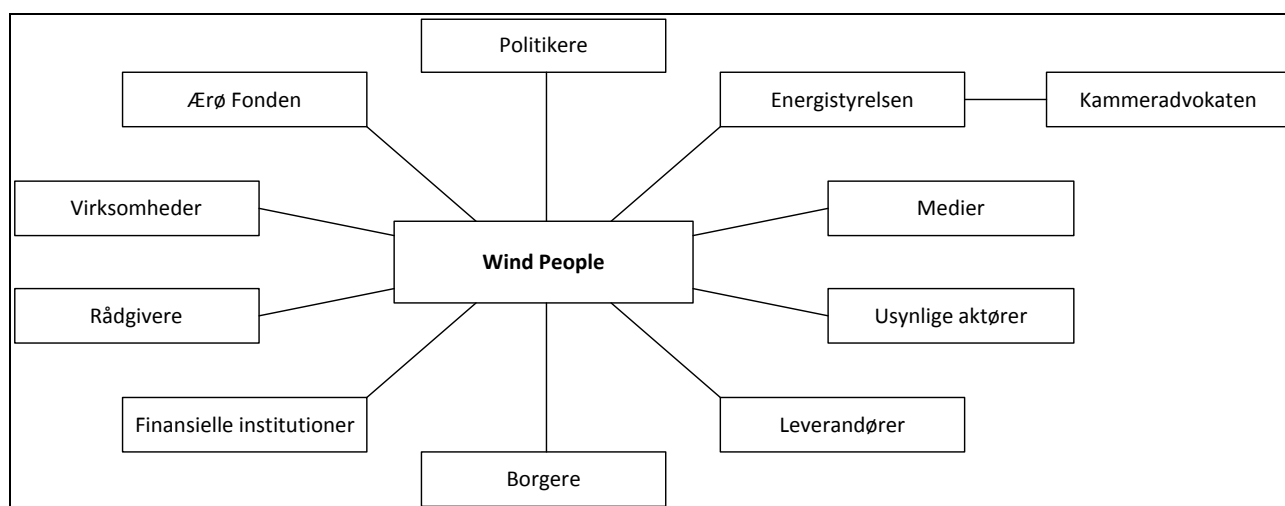 Politikere
Ærø Fonden
Energistyrelsen
Kammeradvokaten
Virksomheder
Medier
Wind People
Rådgivere
Usynlige aktører
Finansielle institutioner
Leverandører
Borgere